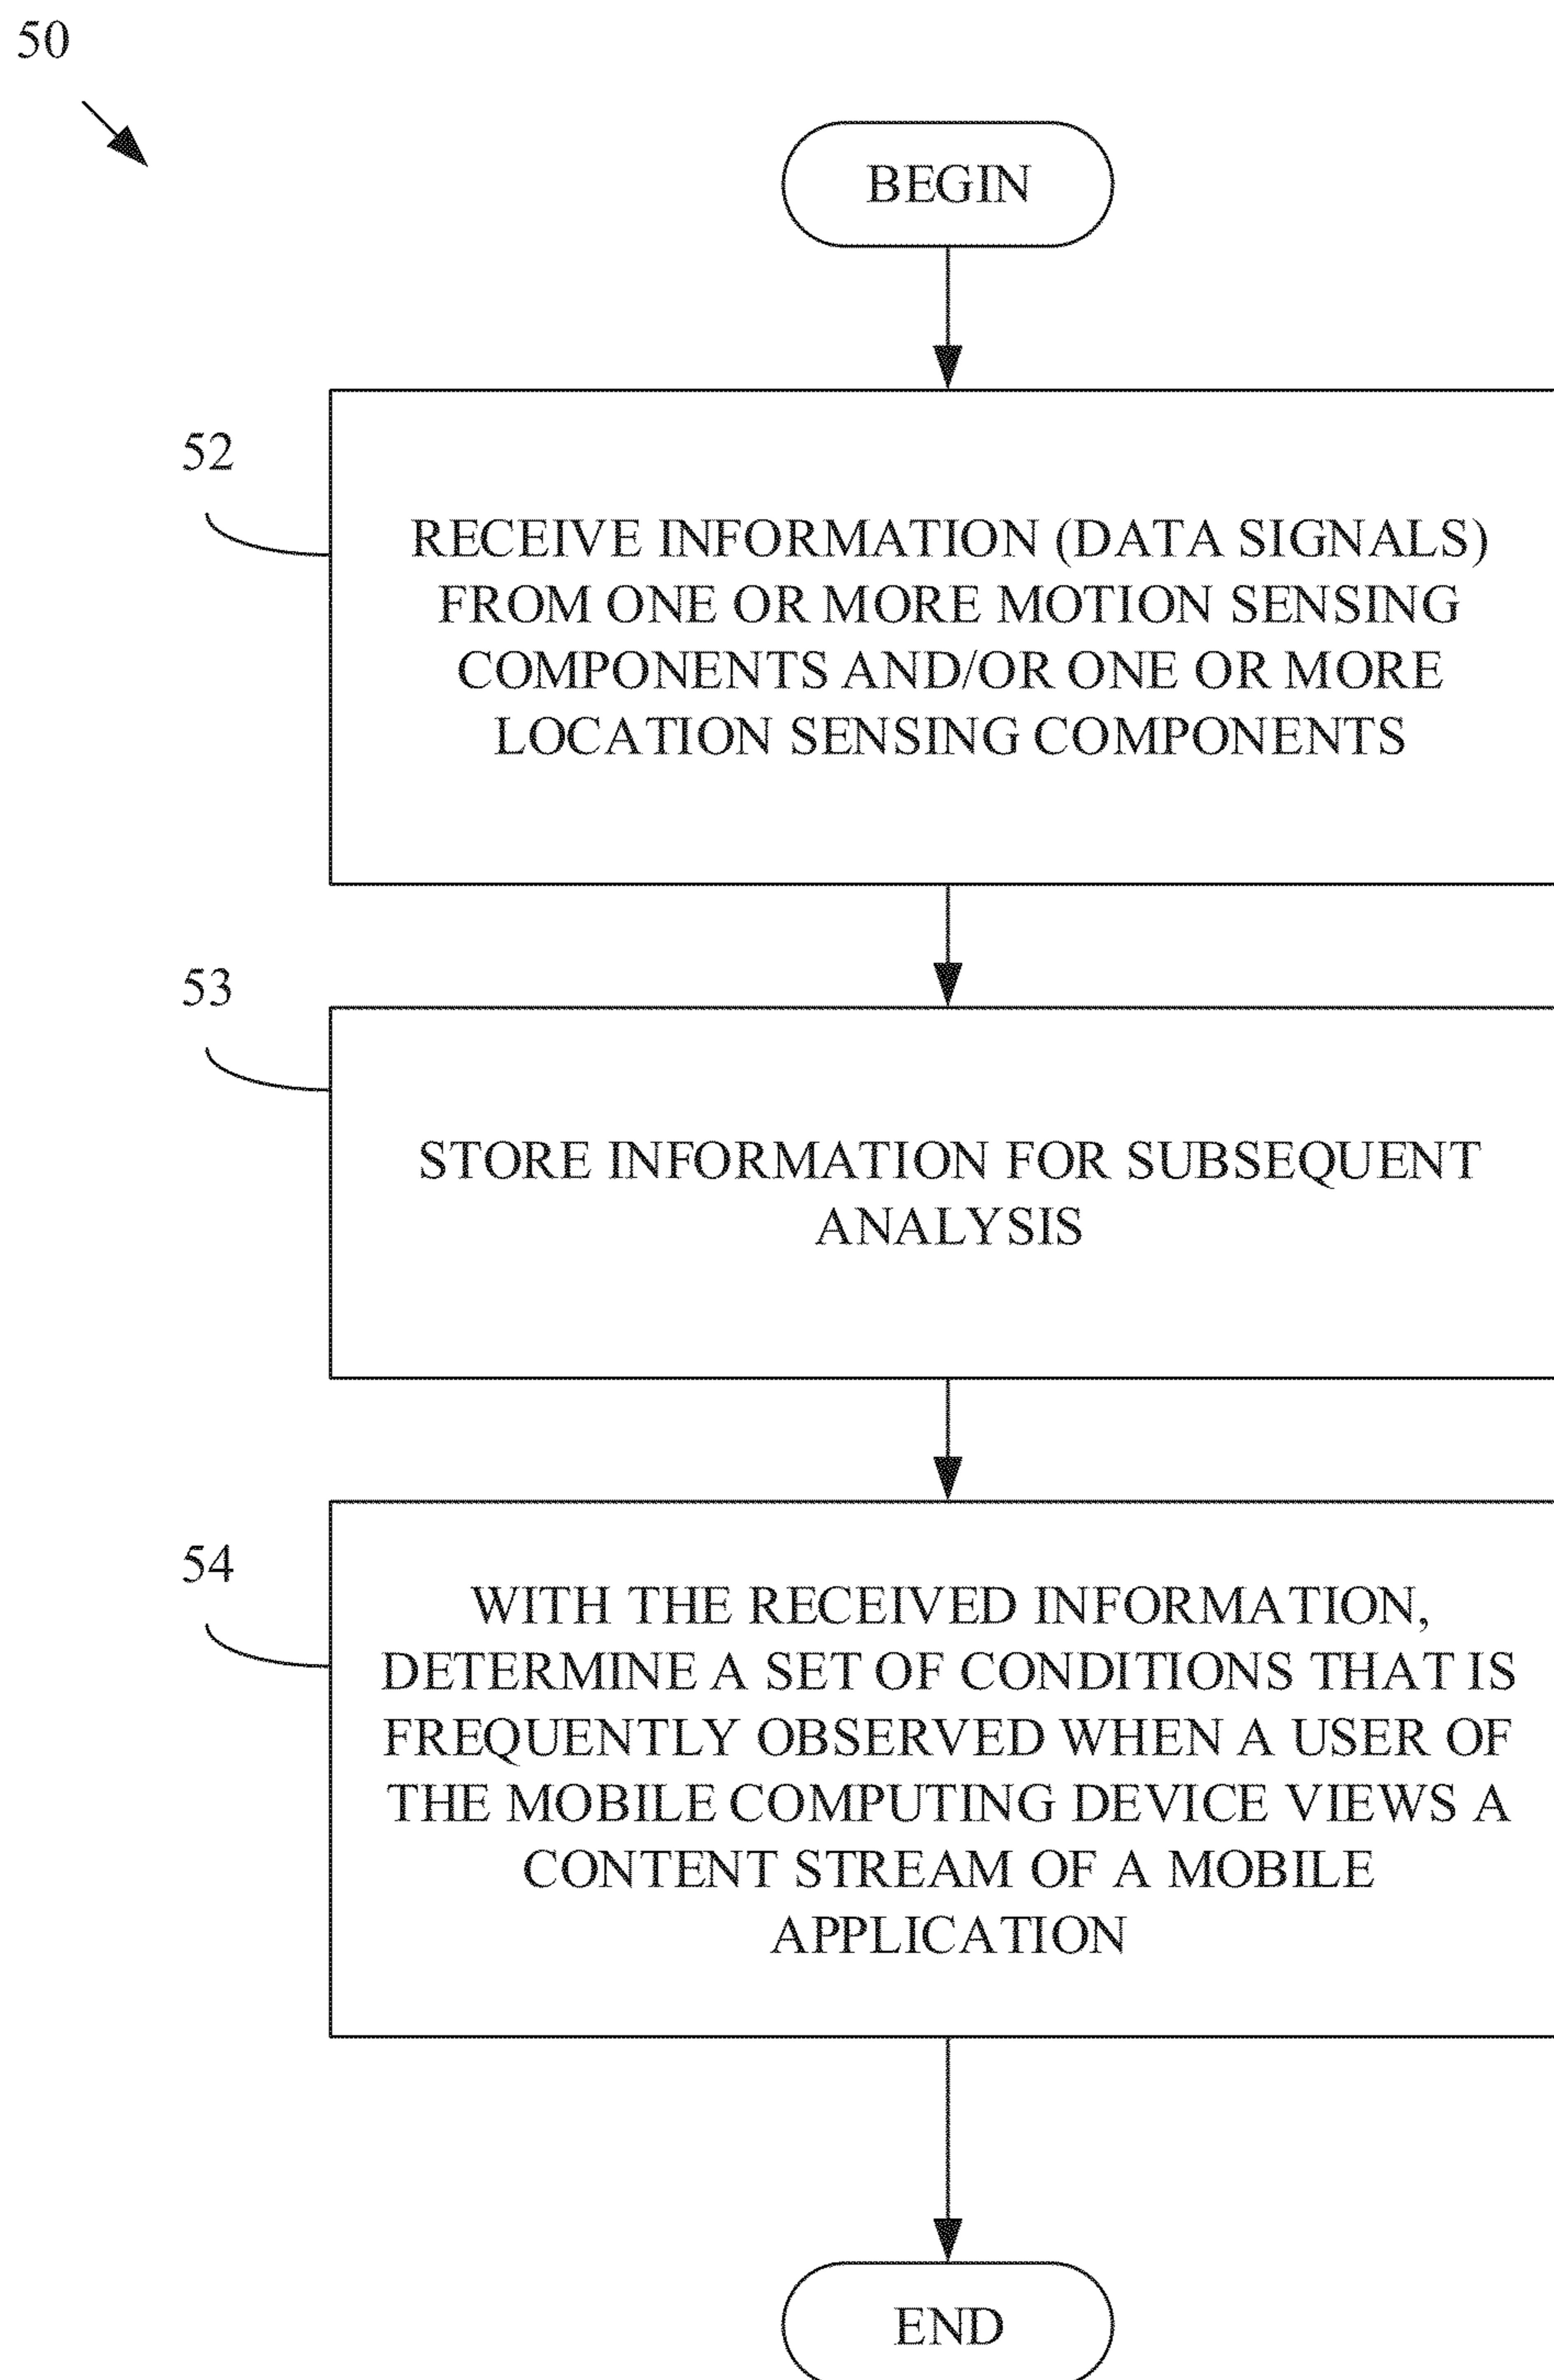 50
BEGIN
52
RECEIVE INFORMATION (DATA SIGNALS)
FROM ONE OR MORE MOTION SENSING
COMPONENTS AND/OR ONE OR MORE
LOCATION SENSING COMPONENTS
53
STORE INFORMATION FOR SUBSEQUENT
ANALYSIS
54
WITH THE RECEIVED INFORMATION,
DETERMINE A SET OF CONDITIONS THAT IS
FREQUENTLY OBSERVED WHEN A USER OF
THE MOBILE COMPUTING DEVICE VIEWS A
CONTENT STREAM OF A MOBILE
APPLICATION
END